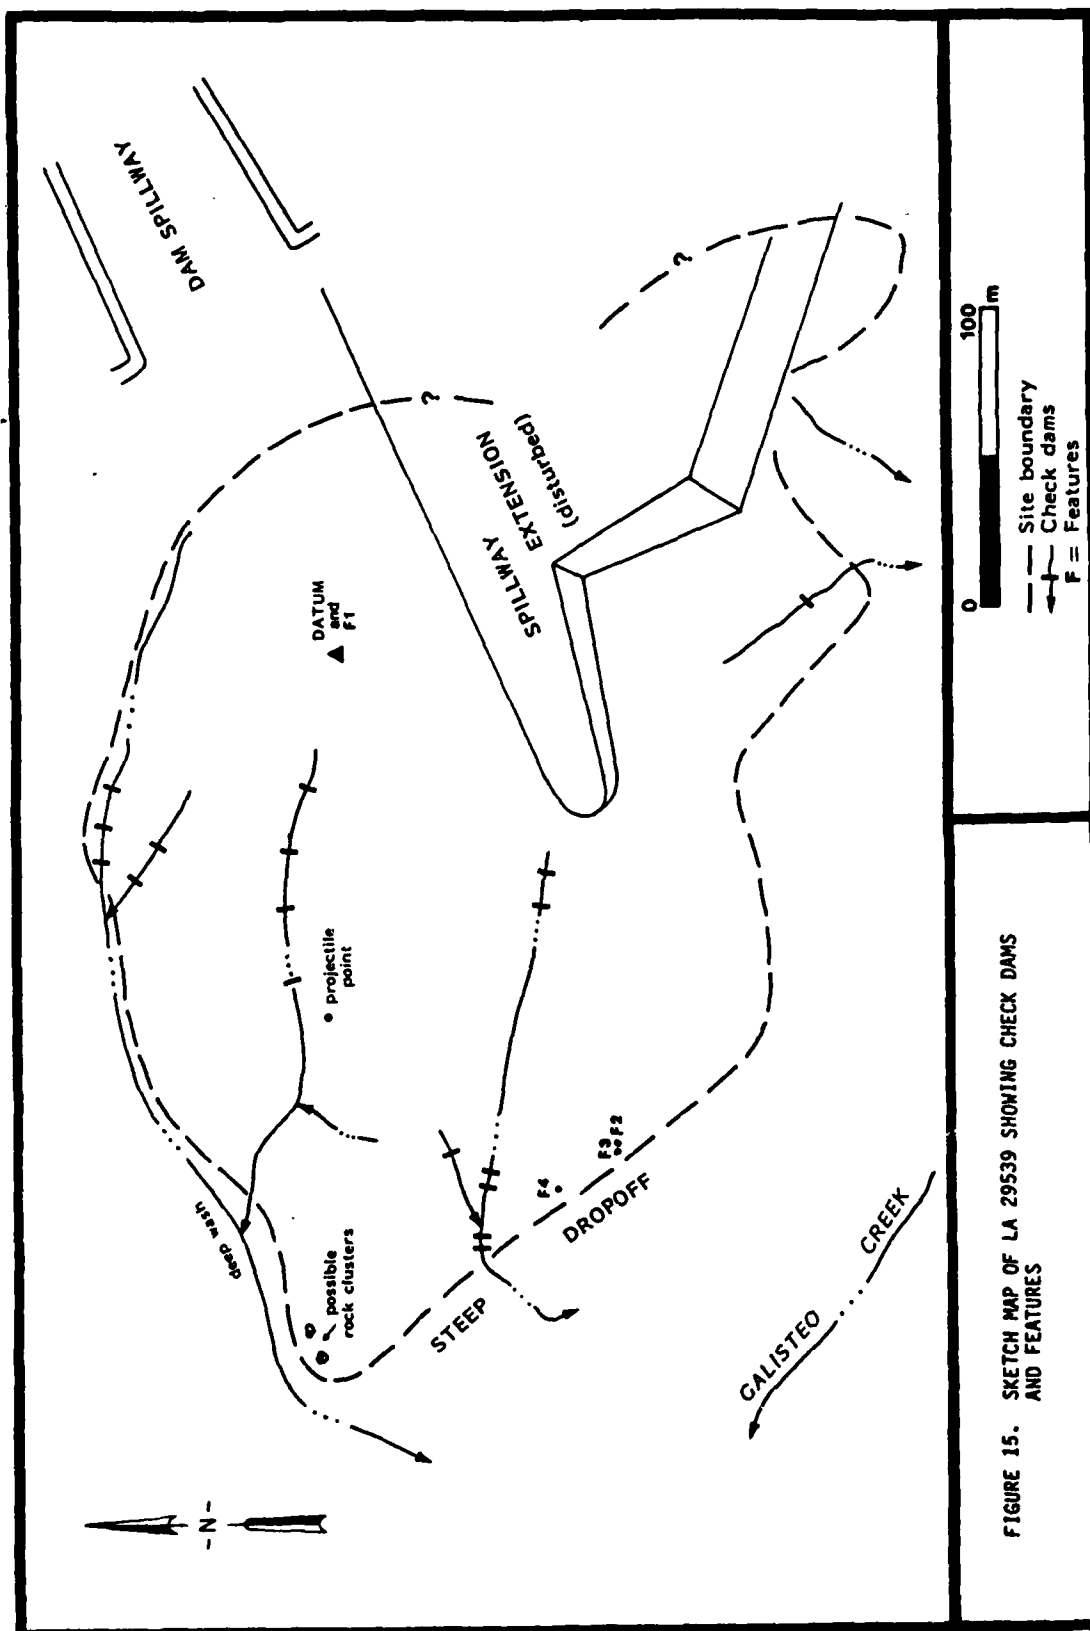 DAM SPILLWAY
?
?
SPILLWAY
EXTENSION
(disturbed)
DATUM
and
F1
projectile
point
deep wash
possible
rock clusters
F3
F2
F4
STEEP DROPOFF
GALISTEO CREEK
-N-
0 100
m
Site boundary
Check dams
F = Features
FIGURE 15. SKETCH MAP OF LA 29539 SHOWING CHECK DAMS
AND FEATURES